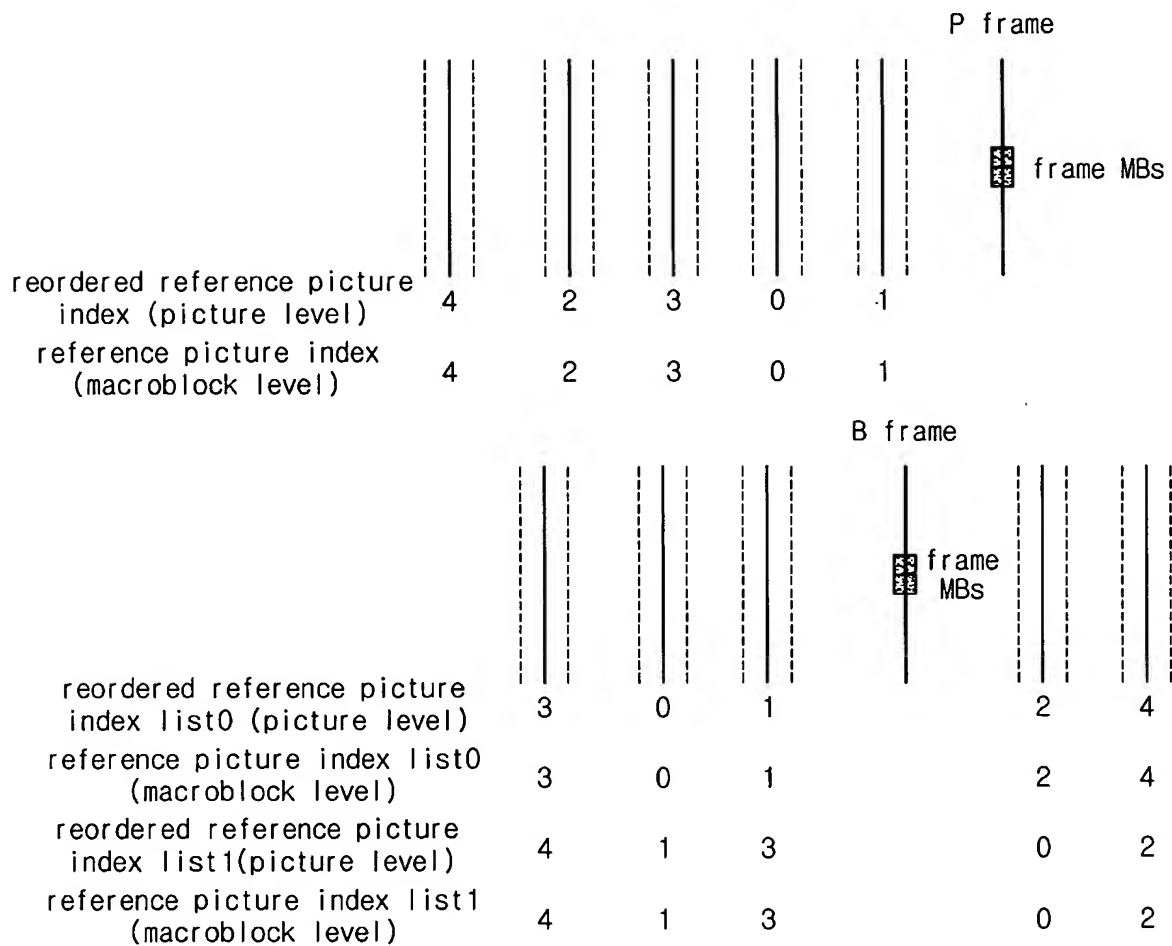 P frame
frame MBs
reordered reference picture
index (picture level) 4 2 3 0 1
reference picture index
(macroblock level) 4 2 3 0 1
B frame
frame
MBs
reordered reference picture
index list0 (picture level) 3 0 1 2 4
reference picture index list0
(macroblock level) 3 0 1 2 4
reordered reference picture
index list1(picture level) 4 1 3 0 2
reference picture index list1
(macroblock level) 4 1 3 0 2